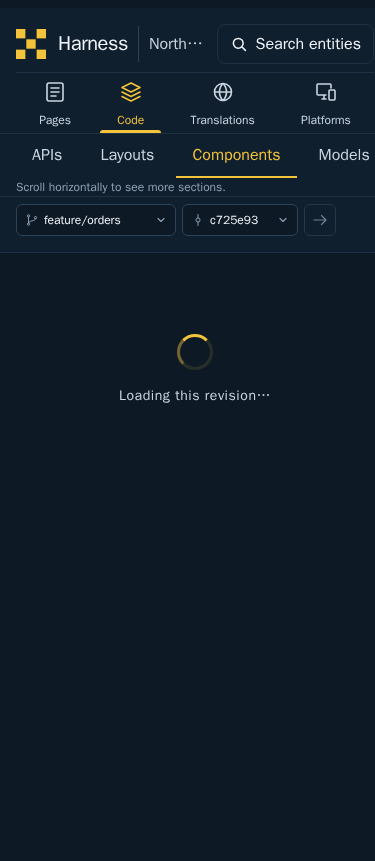 Harness
North···
Search entities
Pages
Code
Translations
Platforms
APIs
Layouts
Components
Models
Scroll horizontally to see more sections.
feature/orders
c725e93
Loading this revision···